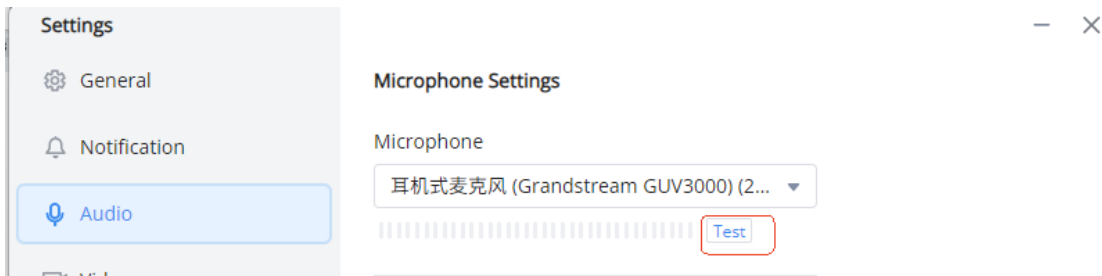 Settings
General
Notification
Audio
Microphone Settings
Microphone
耳机式麦克风 (Grandstream GUV3000) (2...
Test